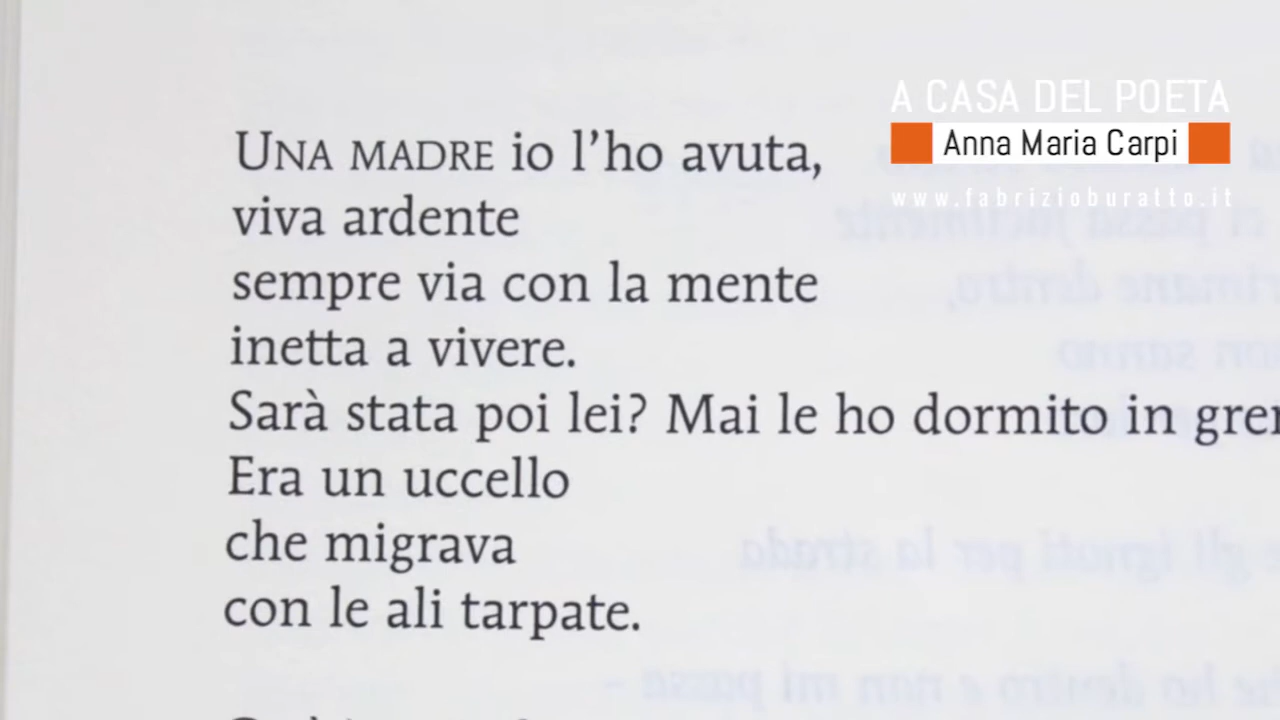 A CASA DEL POETA
Anna Maria Carpi
www.fabrizioburatto.it
UNA MADRE io l'ho avuta,
viva ardente
sempre via con la mente
inetta a vivere.
Sarà stata poi lei? Mai le ho dormito in
Era un uccello
che migrava
con le ali tarpate.